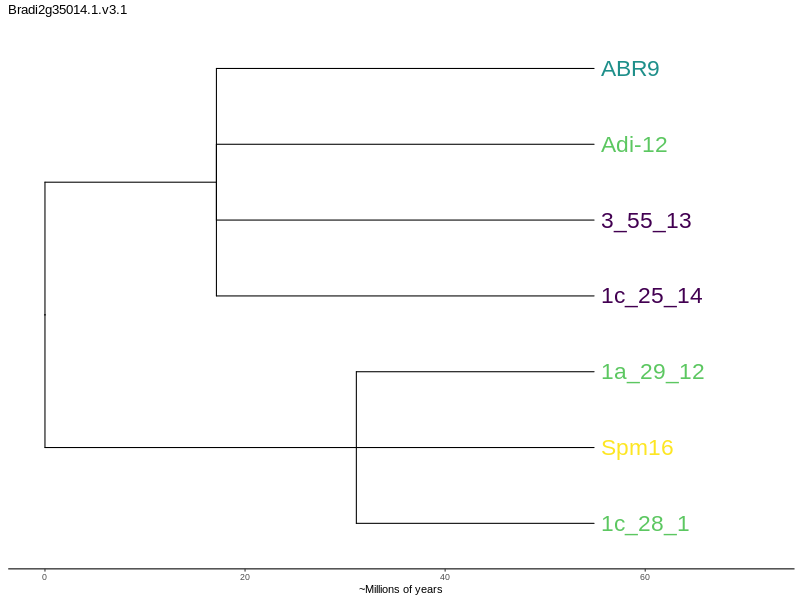 Bradi2g35014.1.v3.1
ABR9
Adi-12
3_55_13
1c_25_14
1a_29_12
Spm16
1c_28_1
0 20 40 60
~Millions of years